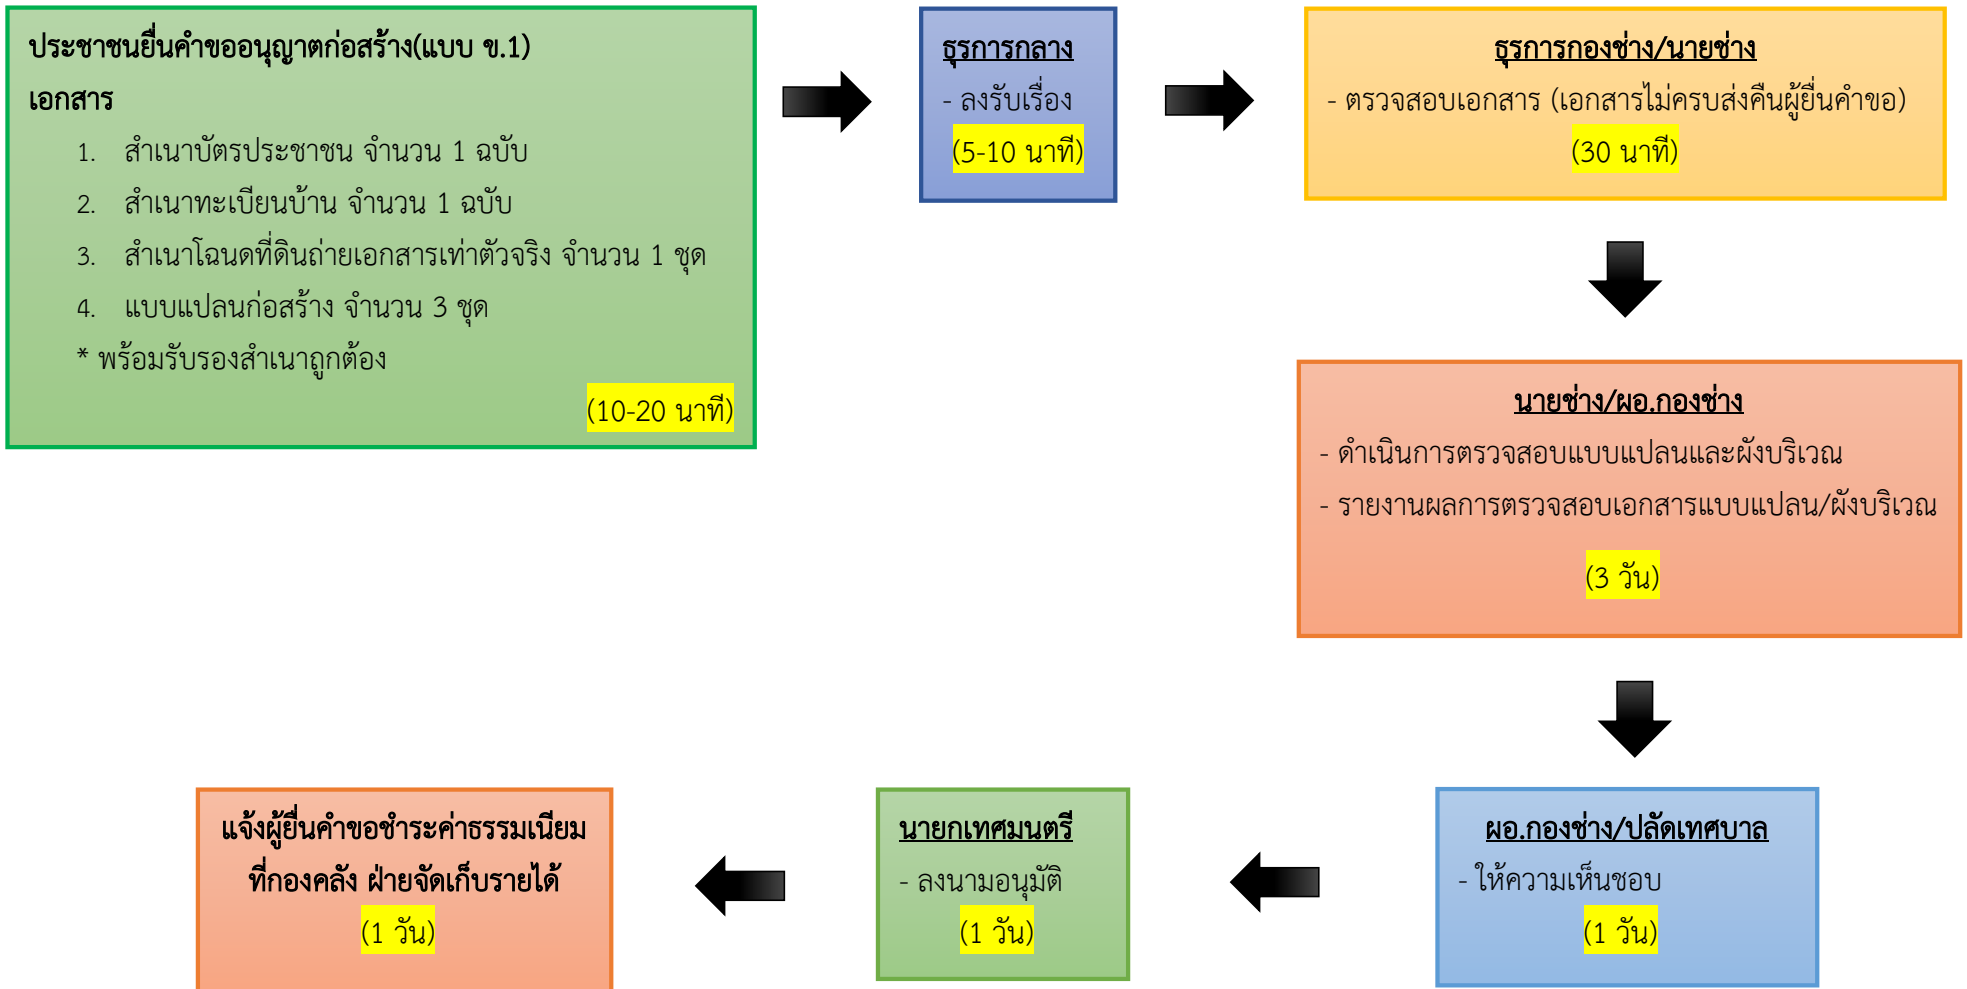 ประชาชนยื่นคำขออนุญาตก่อสร้าง(แบบ ข.1)
เอกสาร
1. สำเนาบัตรประชาชน จำนวน 1 ฉบับ
2. สำเนาทะเบียนบ้าน จำนวน 1 ฉบับ
3. สำเนาโฉนดที่ดินถ่ายเอกสารเท่าตัวจริง จำนวน 1 ชุด
4. แบบแปลนก่อสร้าง จำนวน 3 ชุด
* พร้อมรับรองสำเนาถูกต้อง
(10-20 นาที)
ธุรการกลาง
- ลงรับเรื่อง
(5-10 นาที)
ธุรการกองช่าง/นายช่าง
- ตรวจสอบเอกสาร (เอกสารไม่ครบส่งคืนผู้ยื่นคำขอ)
(30 นาที)
นายช่าง/ผอ.กองช่าง
- ดำเนินการตรวจสอบแบบแปลนและผังบริเวณ
- รายงานผลการตรวจสอบเอกสารแบบแปลน/ผังบริเวณ
(3 วัน)
ผอ.กองช่าง/ปลัดเทศบาล
- ให้ความเห็นชอบ
(1 วัน)
นายกเทศมนตรี
- ลงนามอนุมัติ
(1 วัน)
แจ้งผู้ยื่นคำขอชำระค่าธรรมเนียม
ที่กองคลัง ฝ่ายจัดเก็บรายได้
(1 วัน)